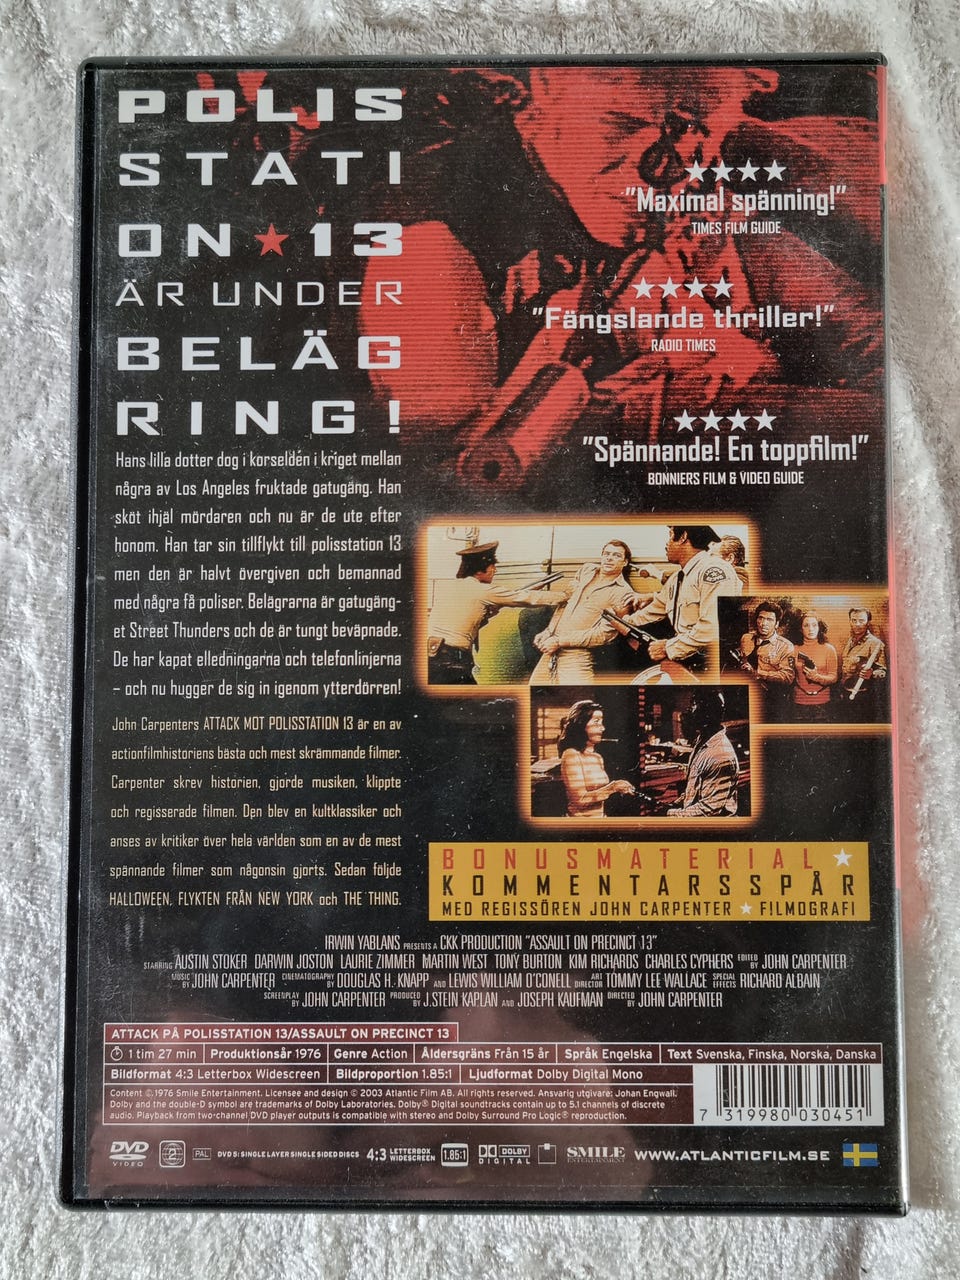 POLIS
STATI
ON★13
ÄR UNDER
BELÄG
RING!
Hans lilla dotter dog i korselden i kriget mellan
några av Los Angeles fruktade gatugäng. Han
sköt ihjäl mördaren och nu är de ute efter
honom. Han tar sin tillflykt till polisstation 13
men den är halvt övergiven och bemannad
med några få poliser. Belägrarna är gatugäng-
et Street Thunders och de är tungt beväpnade.
De har kapat elledningarna och telefonlinjerna
– och nu hugger de sig in igenom ytterdörren!
John Carpenters ATTACK MOT POLISSTATION 13 är en av
actionfilmhistoriens bästa och mest skrämmande filmer.
Carpenter skrev historien, gjorde musiken, klippte
och regisserade filmen. Den blev en kultklassiker och
anses av kritiker över hela världen som en av de mest
spännande filmer som någonsin gjorts. Sedan följde
HALLOWEEN, FLYKTEN FRÅN NEW YORK och THE THING.
★★★★
"Maximal spänning!"
TIMES FILM GUIDE
★★★★
"Fängslande thriller!"
RADIO TIMES
★★★★
"Spännande! En toppfilm!"
BONNIERS FILM & VIDEO GUIDE
BONUSMATERIAL ★
KOMMENTARSSPÅR
MED REGISSÖREN JOHN CARPENTER ★ FILMOGRAFI
IRWIN YABLANS PRESENTS A CKK PRODUCTION "ASSAULT ON PRECINCT 13"
STARRING AUSTIN STOKER DARWIN JOSTON LAURIE ZIMMER MARTIN WEST TONY BURTON KIM RICHARDS CHARLES CYPHERS EDITED BY JOHN CARPENTER
MUSIC BY JOHN CARPENTER CINEMATOGRAPHY BY DOUGLAS H. KNAPP AND LEWIS WILLIAM O'CONELL ART DIRECTOR TOMMY LEE WALLACE SPECIAL EFFECTS RICHARD ALBAIN
SCREENPLAY BY JOHN CARPENTER PRODUCED BY J.STEIN KAPLAN AND JOSEPH KAUFMAN DIRECTED BY JOHN CARPENTER
ATTACK PÅ POLISSTATION 13/ASSAULT ON PRECINCT 13
1 tim 27 min Produktionsår 1976 Genre Action Åldersgräns Från 15 år Språk Engelska Text Svenska, Finska, Norska, Danska
Bildformat 4:3 Letterbox Widescreen Bildproportion 1.85:1 Ljudformat Dolby Digital Mono
Content © 1976 Smile Entertainment. Licensee and design © 2003 Atlantic Film AB. All rights reserved. Ansvarig utgivare: Johan Engwall.
Dolby and the double-D symbol are trademarks of Dolby Laboratories. Dolby® Digital soundtracks contain up to 5.1 channels of discrete
audio. Playback from two-channel DVD player outputs is compatible with stereo and Dolby Surround Pro Logic® reproduction.
7 319980 030451
DVD VIDEO 2 PAL DVD 5: SINGLE LAYER SINGLE SIDED DISCS 4:3 LETTERBOX WIDESCREEN 1.85:1 DOLBY DIGITAL SMILE ENTERTAINMENT WWW.ATLANTICFILM.SE